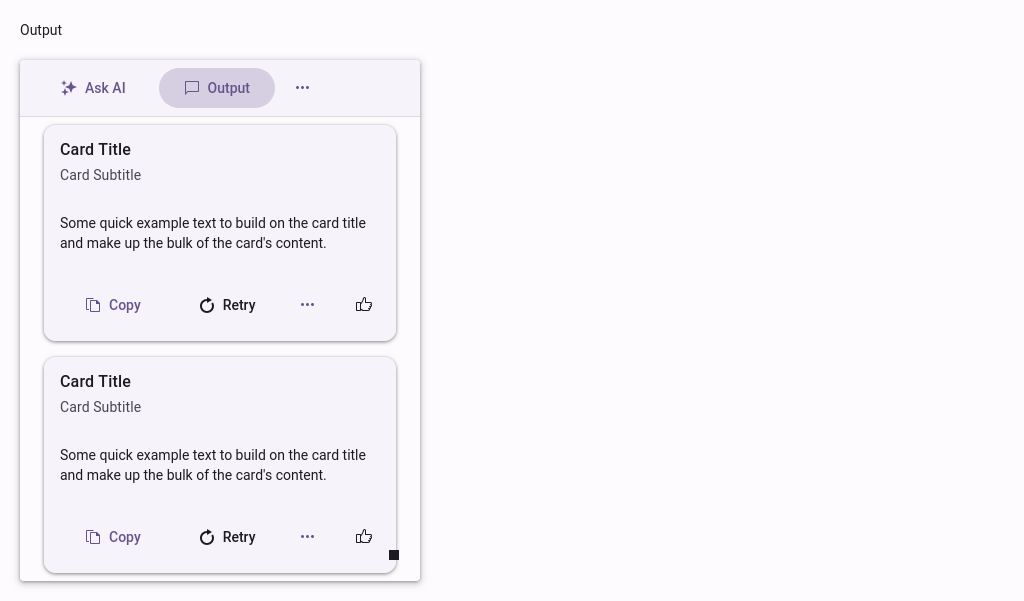 Output
Ask AI
Output
Card Title
Card Subtitle
Some quick example text to build on the card title
and make up the bulk of the card's content.
Copy
Retry
Card Title
Card Subtitle
Some quick example text to build on the card title
and make up the bulk of the card's content.
Copy
Retry